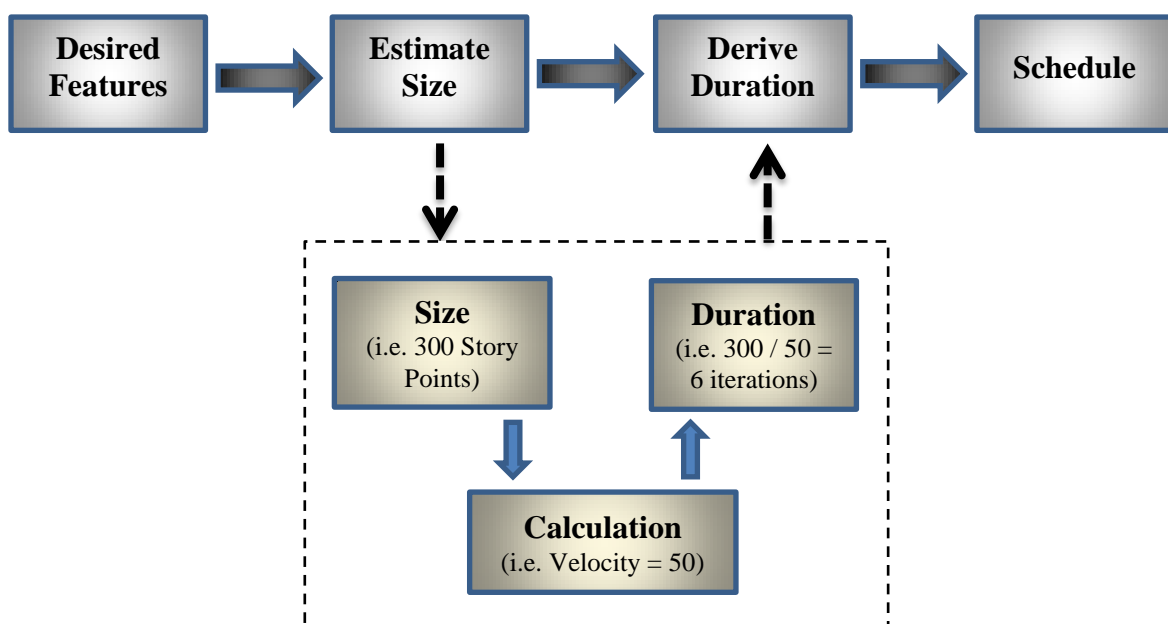 Desired
Features
Estimate
Size
Derive
Duration
Schedule
Size
(i.e. 300 Story
Points)
Duration
(i.e. 300 / 50 =
6 iterations)
Calculation
(i.e. Velocity = 50)